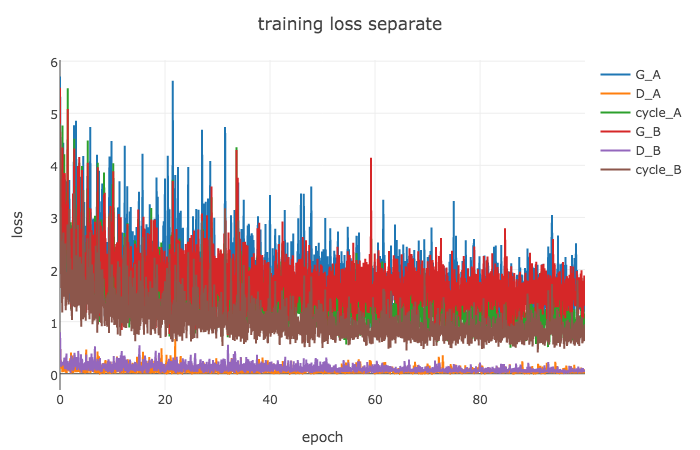 training loss separate
6
5
4
3
2
1
0
loss
0
20
40
60
80
epoch
G_A
D_A
cycle_A
G_B
D_B
cycle_B